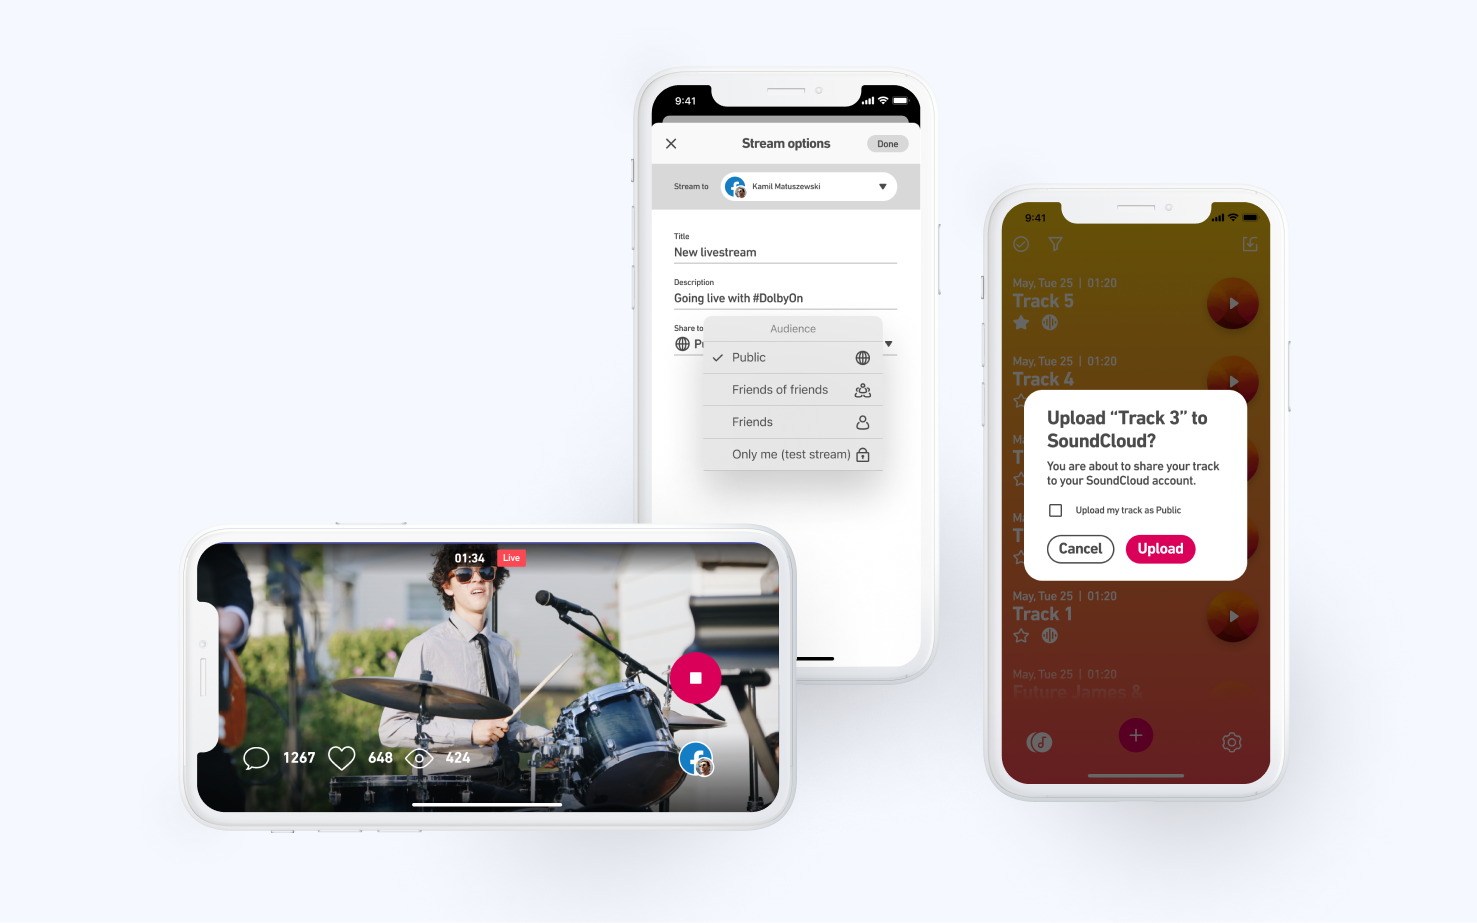 9:41
Stream options
Done
Stream to
Kamil Matuszewski
Title
New livestream
Description
Going live with #DolbyOn
Share to
Audience
Public
Friends of friends
Friends
Only me (test stream)
01:34
Live
1267
648
424
9:41
May, Tue 25 | 01:20
Track 5
May, Tue 25 | 01:20
Track 4
Upload “Track 3” to
SoundCloud?
You are about to share your track
to your SoundCloud account.
Upload my track as Public
Cancel
Upload
May, Tue 25 | 01:20
Track 1
May, Tue 25 | 01:20
Future James &